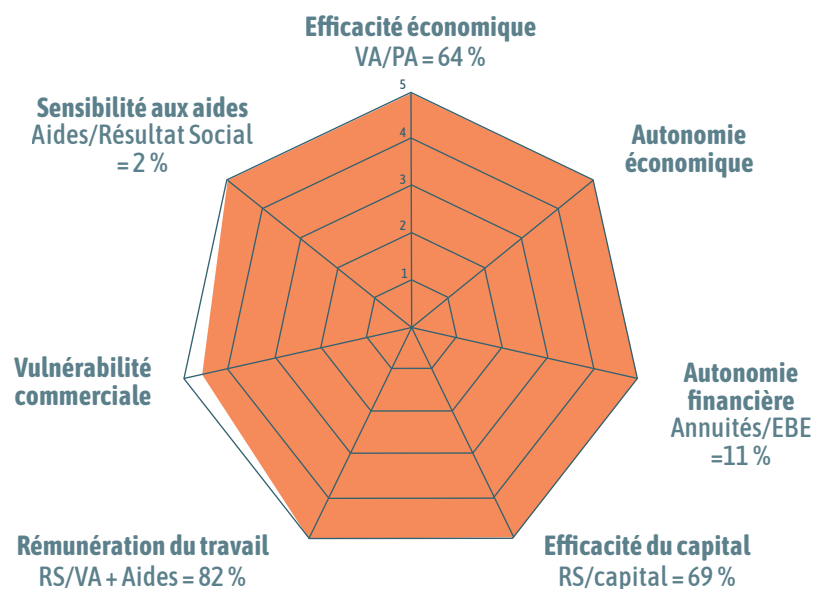 Efficacité économique
VA/PA = 64 %
5
4
3
2
1
Sensibilité aux aides
Aides/Résultat Social
= 2 %
Autonomie
économique
Vulnérabilité
commerciale
Autonomie
financière
Annuités/EBE
=11 %
Rémunération du travail
RS/VA + Aides = 82 %
Efficacité du capital
RS/capital = 69 %